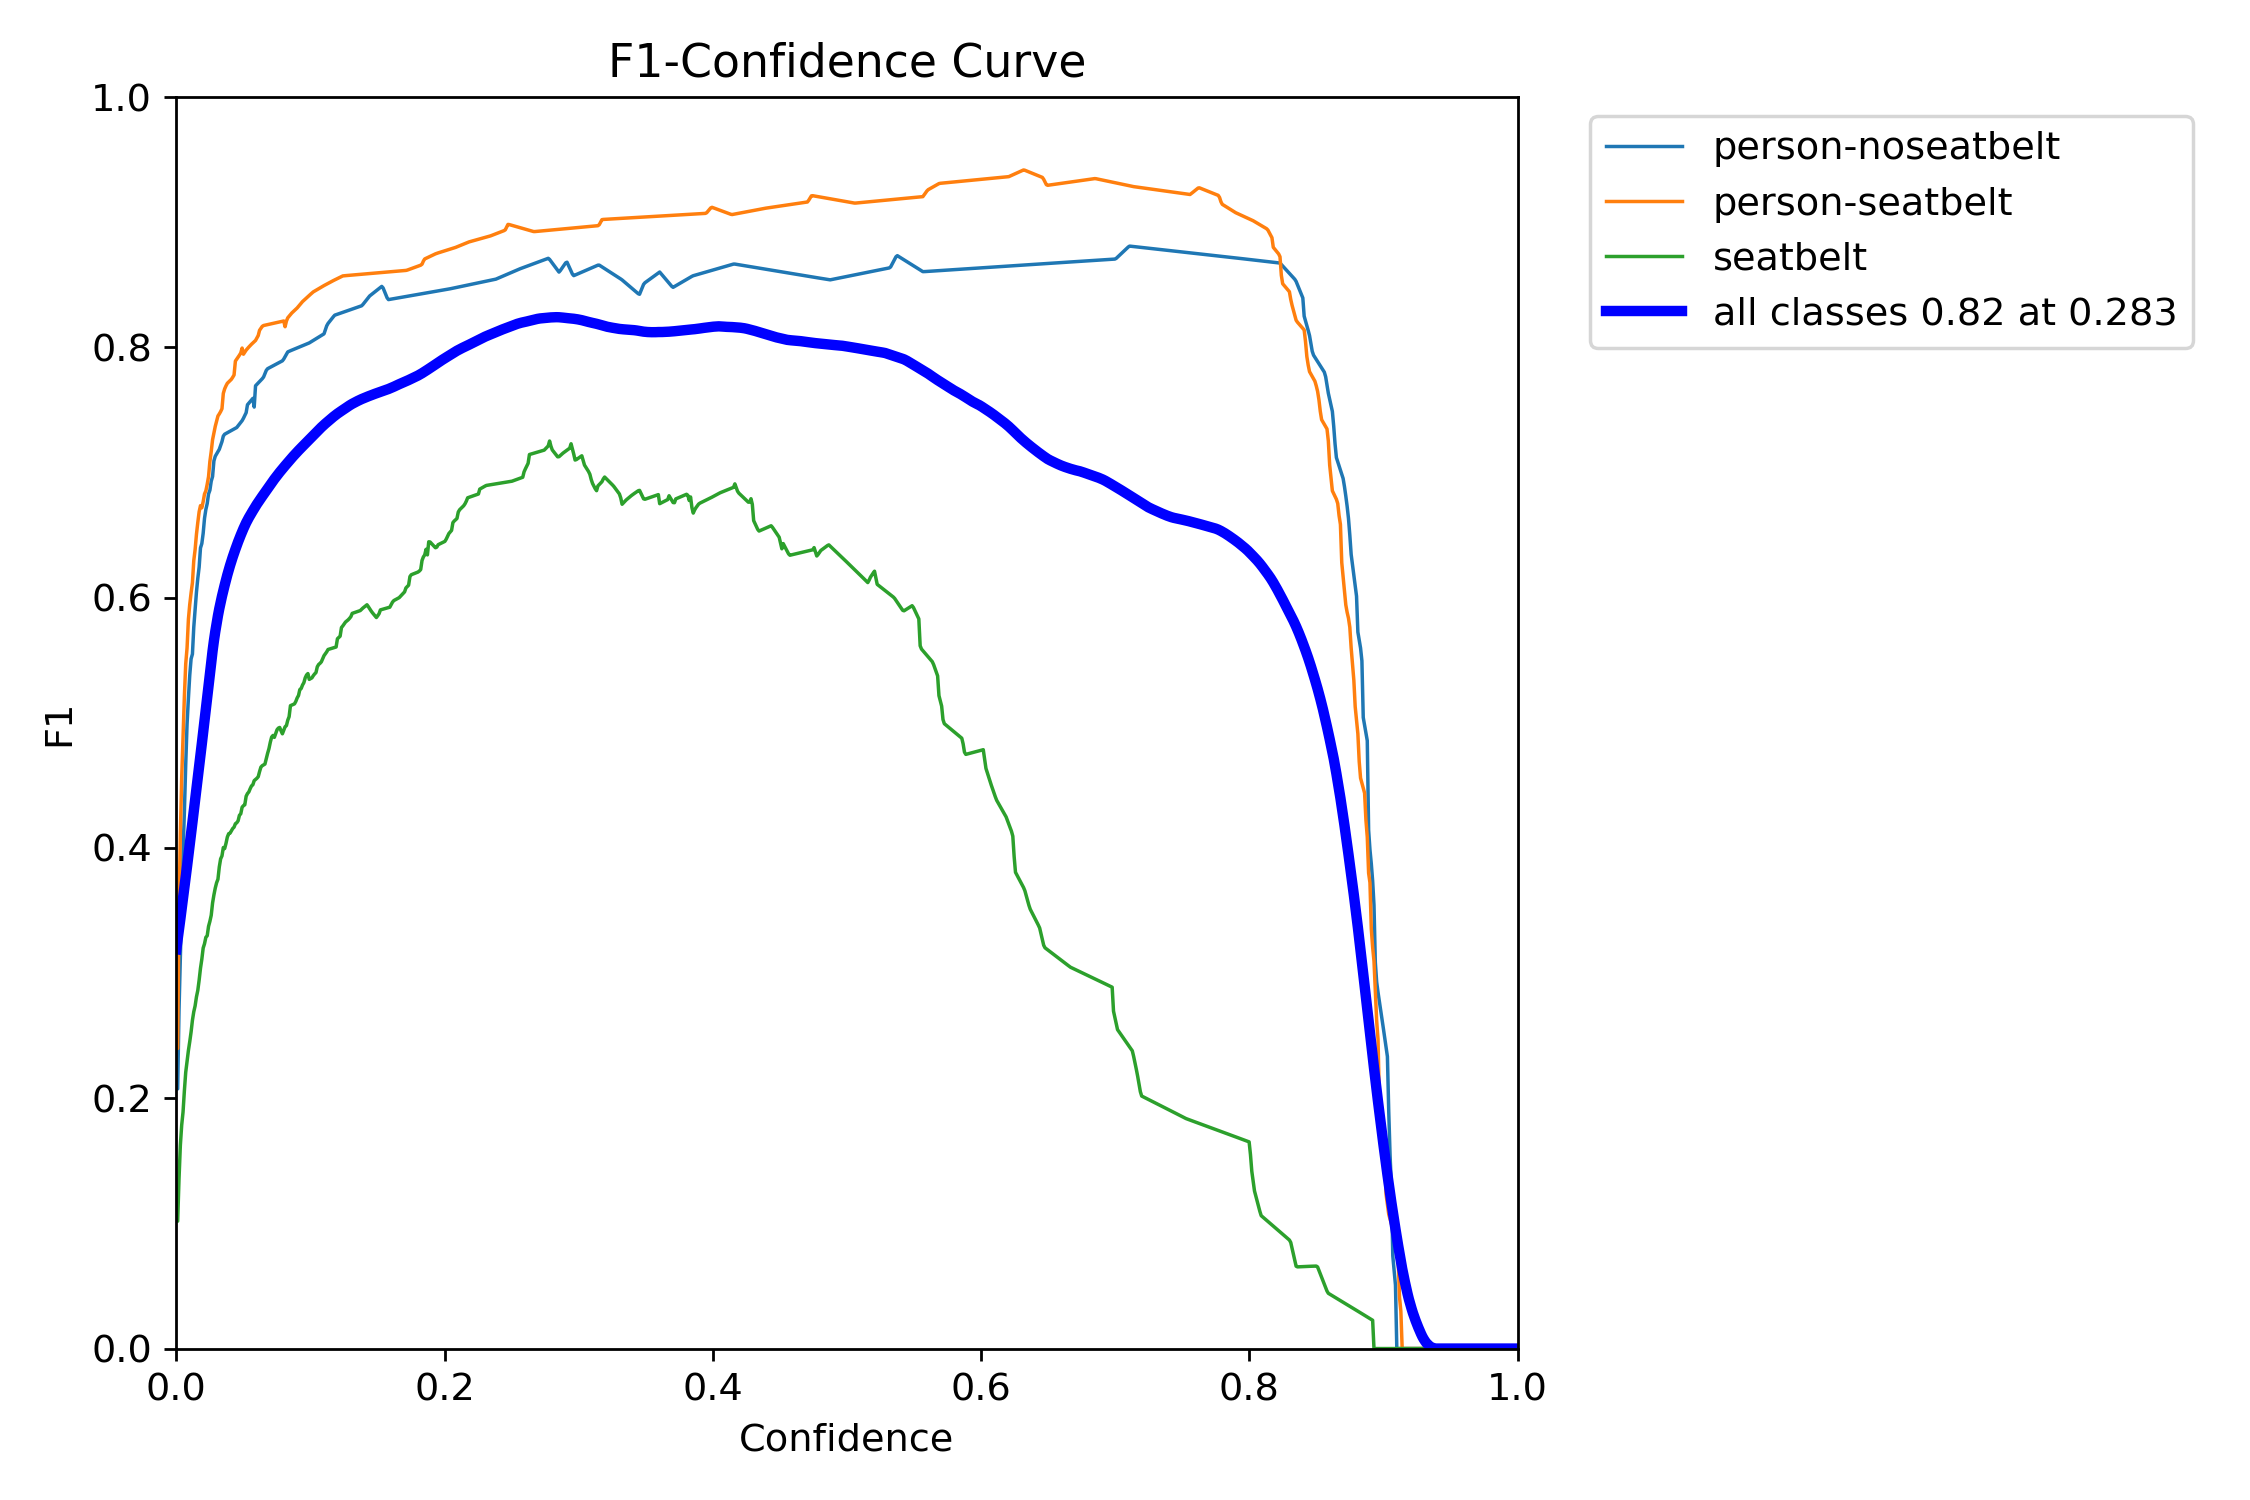 F1-Confidence Curve
1.0
0.8
0.6
0.4
0.2
0.0
F1
0.0 0.2 0.4 0.6 0.8 1.0
Confidence
person-noseatbelt
person-seatbelt
seatbelt
all classes 0.82 at 0.283